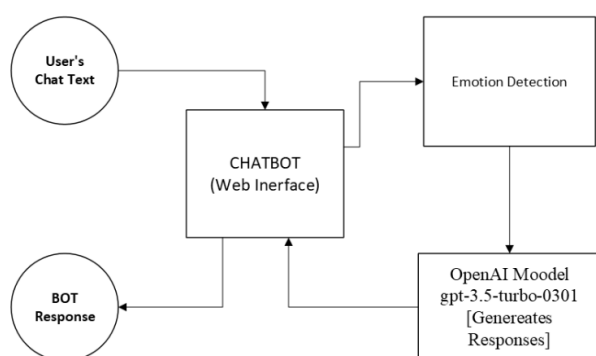 User's
Chat Text
Emotion Detection
CHATBOT
(Web Inerface)
BOT
Response
OpenAI Moodel
gpt-3.5-turbo-0301
[Genereates
Responses]